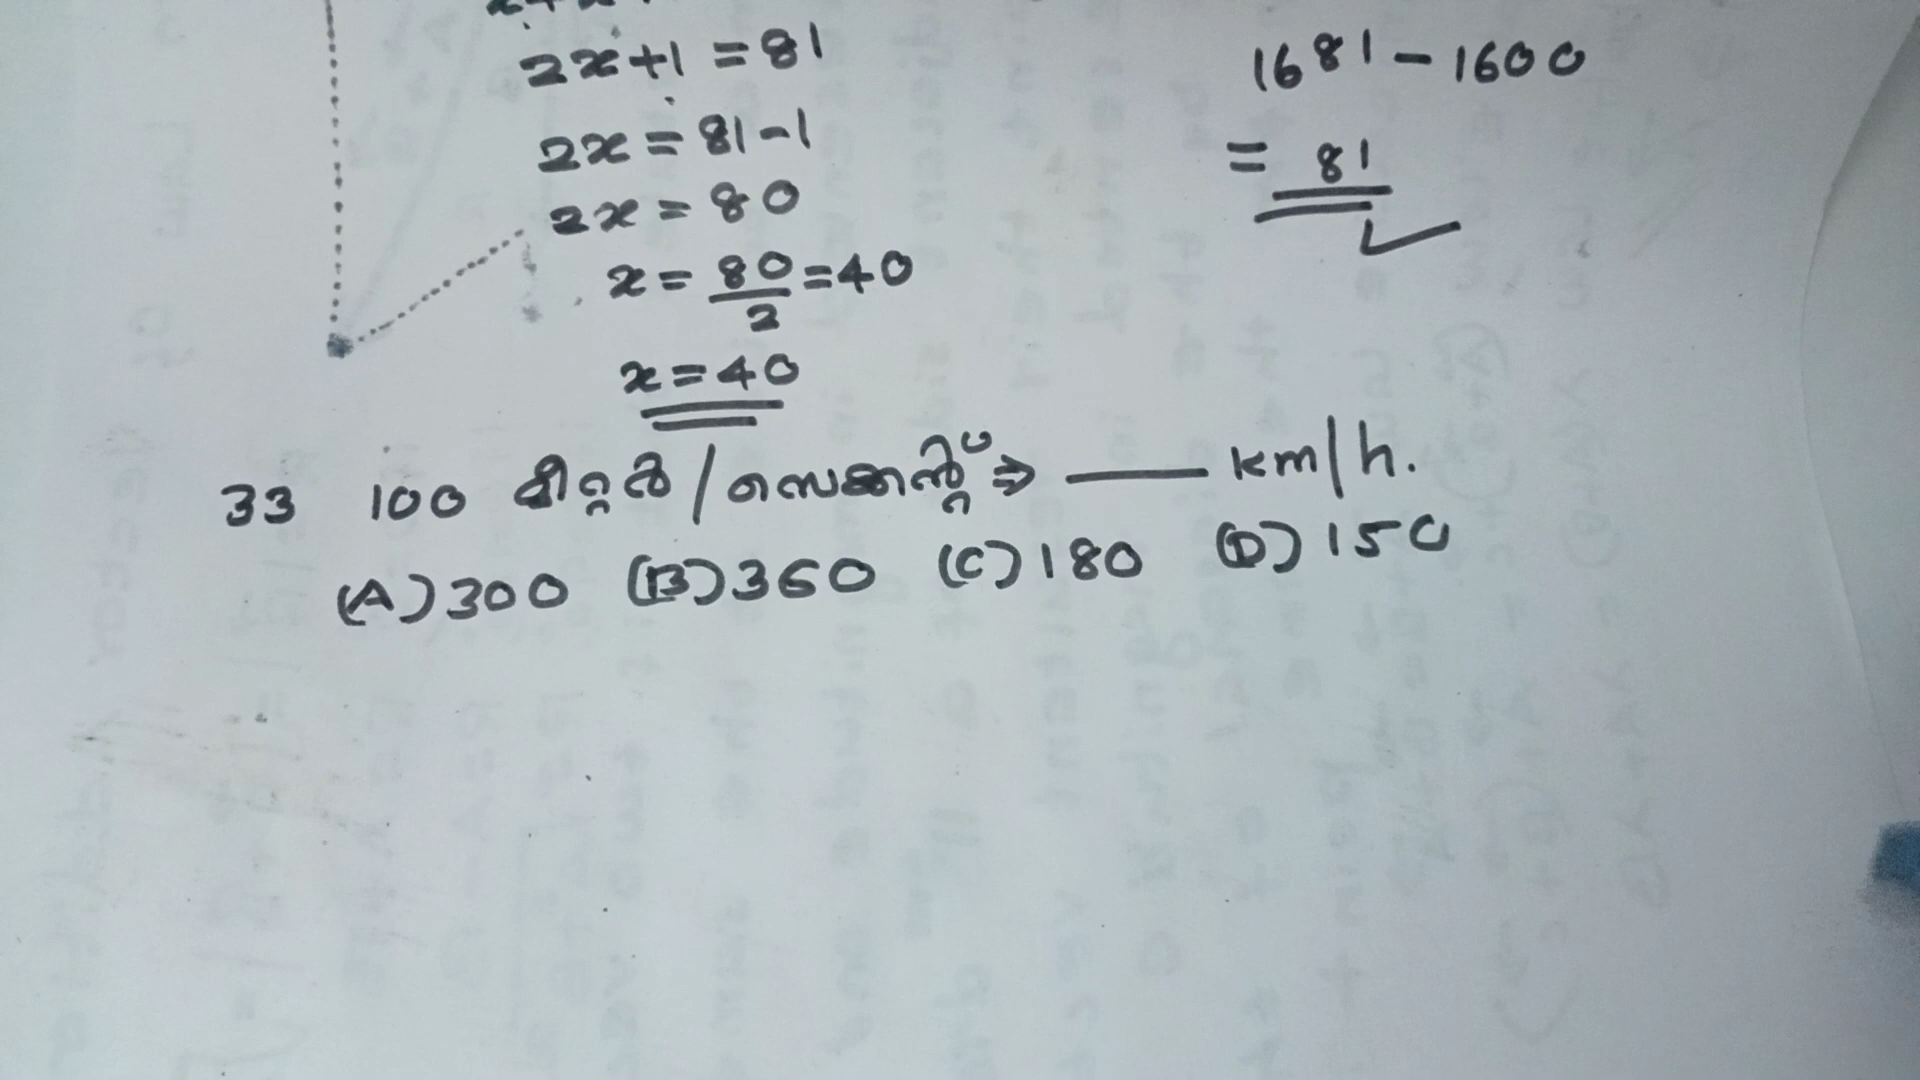 2x+1 = 81
2x = 81-1
2x = 80
x = 80/2 = 40
x = 40
1681 - 1600
= 81
33 100 മീറ്റർ / സെക്കന്റ് ⇒ —— km/h.
(A) 300 (B) 360 (C) 180 (D) 150